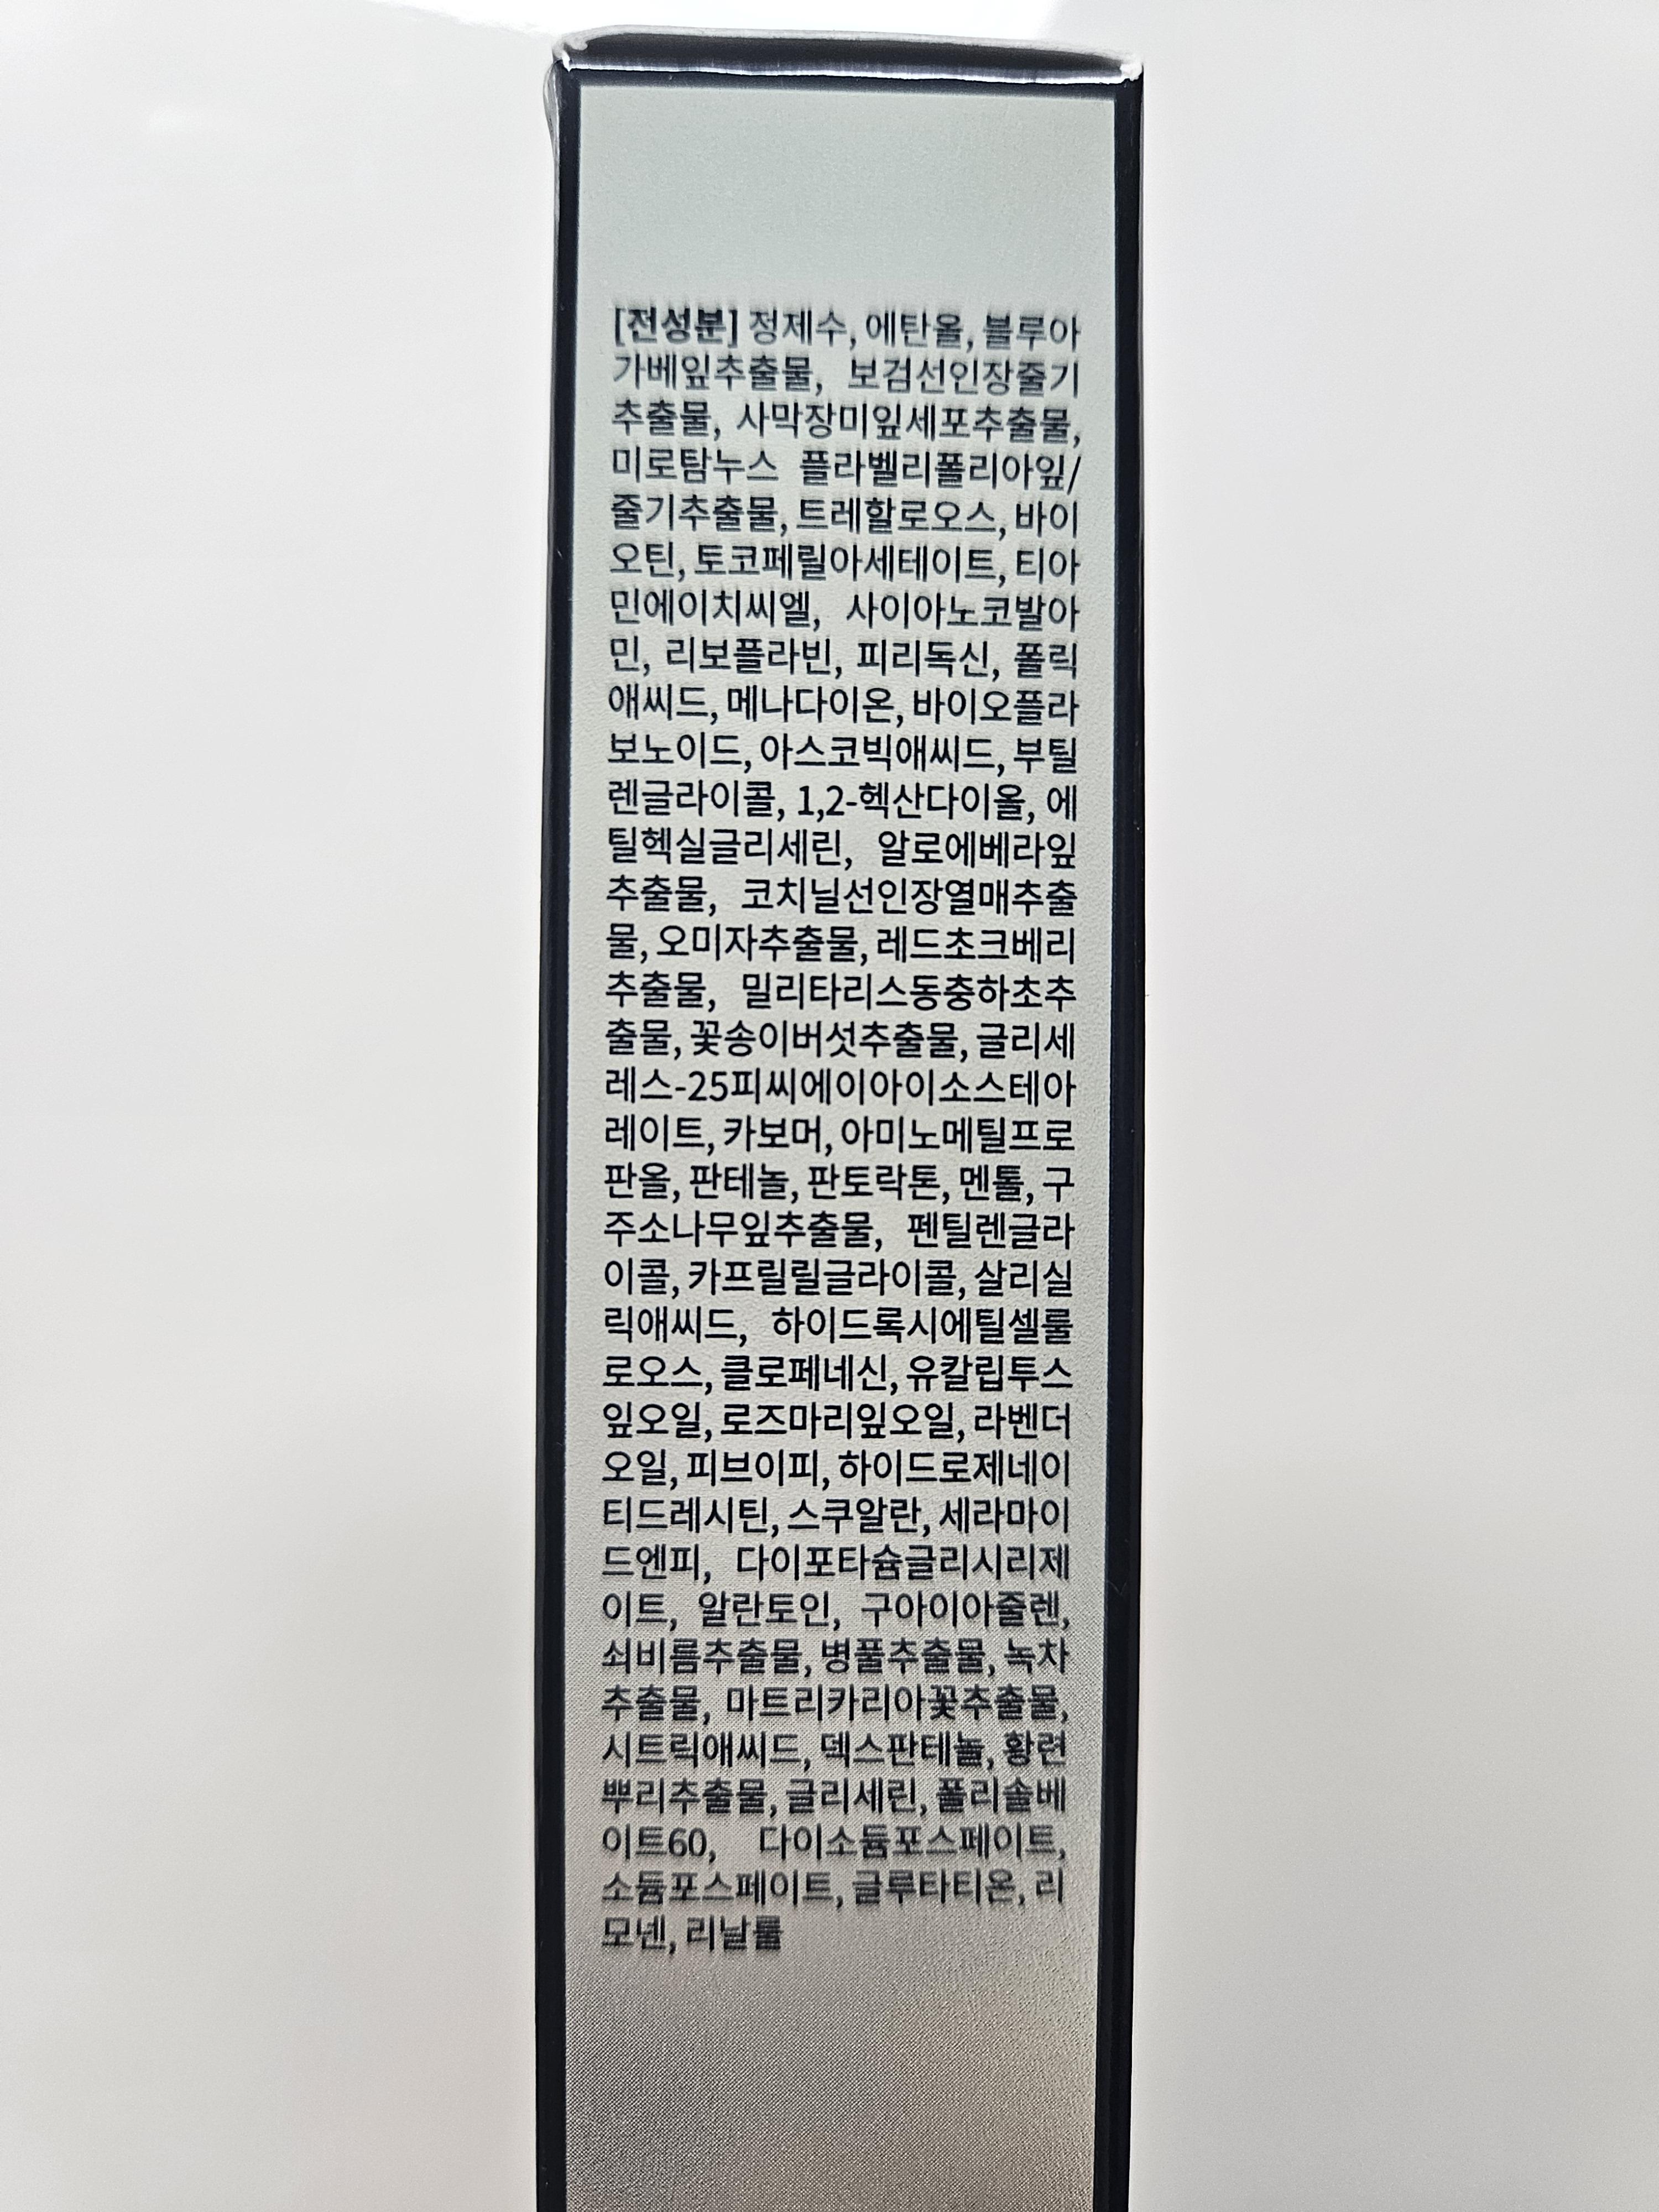 [전성분] 정제수, 에탄올, 블루아
가베잎추출물, 보검선인장줄기
추출물, 사막장미잎세포추출물,
미로탐누스 플라벨리폴리아잎/
줄기추출물, 트레할로오스, 바이
오틴, 토코페릴아세테이트, 티아
민에이치씨엘, 사이아노코발아
민, 리보플라빈, 피리독신, 폴릭
애씨드, 메나다이온, 바이오플라
보노이드, 아스코빅애씨드, 부틸
렌글라이콜, 1,2-헥산다이올, 에
틸헥실글리세린, 알로에베라잎
추출물, 코치닐선인장열매추출
물, 오미자추출물, 레드초크베리
추출물, 밀리타리스동충하초추
출물, 꽃송이버섯추출물, 글리세
레스-25피씨에이아이소스테아
레이트, 카보머, 아미노메틸프로
판올, 판테놀, 판토락톤, 멘톨, 구
주소나무잎추출물, 펜틸렌글라
이콜, 카프릴릴글라이콜, 살리실
릭애씨드, 하이드록시에틸셀룰
로오스, 클로페네신, 유칼립투스
잎오일, 로즈마리잎오일, 라벤더
오일, 피브이피, 하이드로제네이
티드레시틴, 스쿠알란, 세라마이
드엔피, 다이포타슘글리시리제
이트, 알란토인, 구아이아줄렌,
쇠비름추출물, 병풀추출물, 녹차
추출물, 마트리카리아꽃추출물,
시트릭애씨드, 덱스판테놀, 황련
뿌리추출물, 글리세린, 폴리솔베
이트60, 다이소듐포스페이트,
소듐포스페이트, 글루타티온, 리
모넨, 리날룰